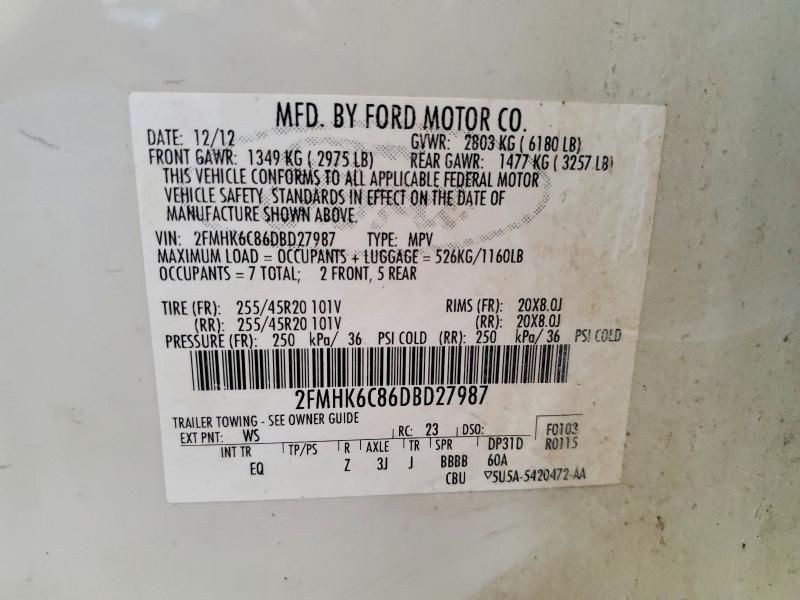 MFD. BY FORD MOTOR CO.
DATE: 12/12 GVWR: 2803 KG ( 6180 LB)
FRONT GAWR: 1349 KG ( 2975 LB) REAR GAWR: 1477 KG ( 3257 LB)
THIS VEHICLE CONFORMS TO ALL APPLICABLE FEDERAL MOTOR
VEHICLE SAFETY STANDARDS IN EFFECT ON THE DATE OF
MANUFACTURE SHOWN ABOVE.
VIN: 2FMHK6C86DBD27987 TYPE: MPV
MAXIMUM LOAD = OCCUPANTS + LUGGAGE = 526KG/1160LB
OCCUPANTS = 7 TOTAL; 2 FRONT, 5 REAR
TIRE (FR): 255/45R20 101V RIMS (FR): 20X8.0J
(RR): 255/45R20 101V (RR): 20X8.0J
PRESSURE (FR): 250 kPa/ 36 PSI COLD (RR): 250 kPa/ 36 PSI COLD
2FMHK6C86DBD27987
TRAILER TOWING - SEE OWNER GUIDE
EXT PNT: WS RC: 23 DSO: F0103
INT TR TP/PS R AXLE TR SPR DP31D R0115
EQ Z 3J J BBBB 60A
CBU ▽5U5A-5420472-AA